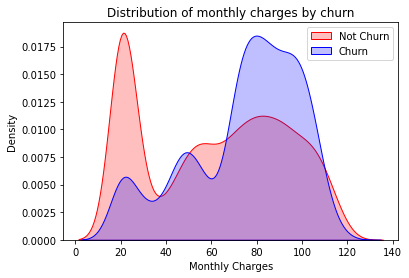 Distribution of monthly charges by churn
Not Churn
Churn
Density
0.0175
0.0150
0.0125
0.0100
0.0075
0.0050
0.0025
0.0000
0 20 40 60 80 100 120 140
Monthly Charges